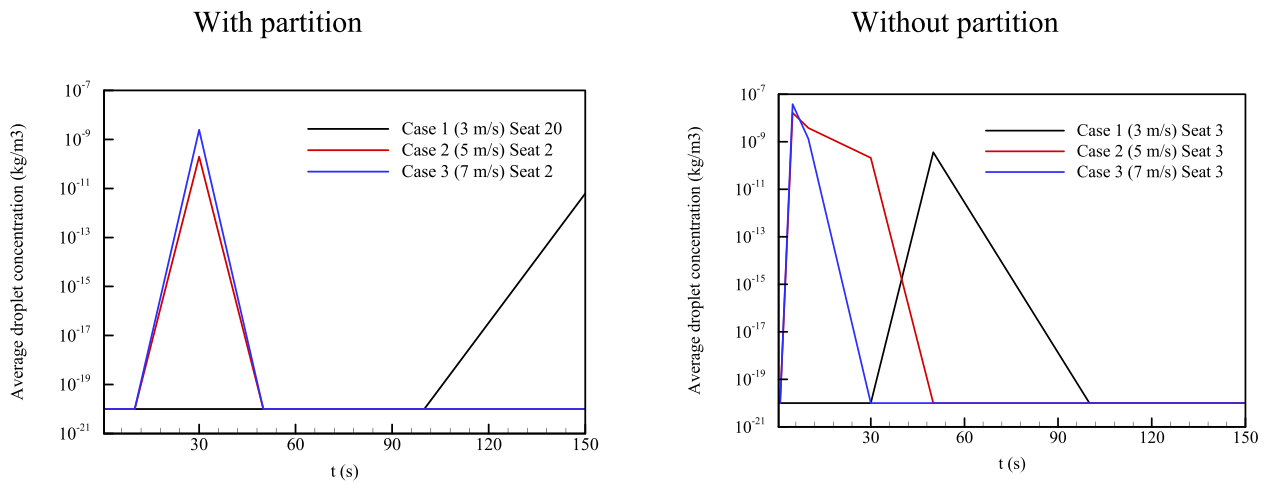 With partition
Average droplet concentration (kg/m3)
10⁻⁷
10⁻⁹
10⁻¹¹
10⁻¹³
10⁻¹⁵
10⁻¹⁷
10⁻¹⁹
10⁻²¹
Case 1 (3 m/s) Seat 20
Case 2 (5 m/s) Seat 2
Case 3 (7 m/s) Seat 2
30 60 90 120 150
t (s)
Without partition
Average droplet concentration (kg/m3)
10⁻⁷
10⁻⁹
10⁻¹¹
10⁻¹³
10⁻¹⁵
10⁻¹⁷
10⁻¹⁹
10⁻²¹
Case 1 (3 m/s) Seat 3
Case 2 (5 m/s) Seat 3
Case 3 (7 m/s) Seat 3
30 60 90 120 150
t (s)